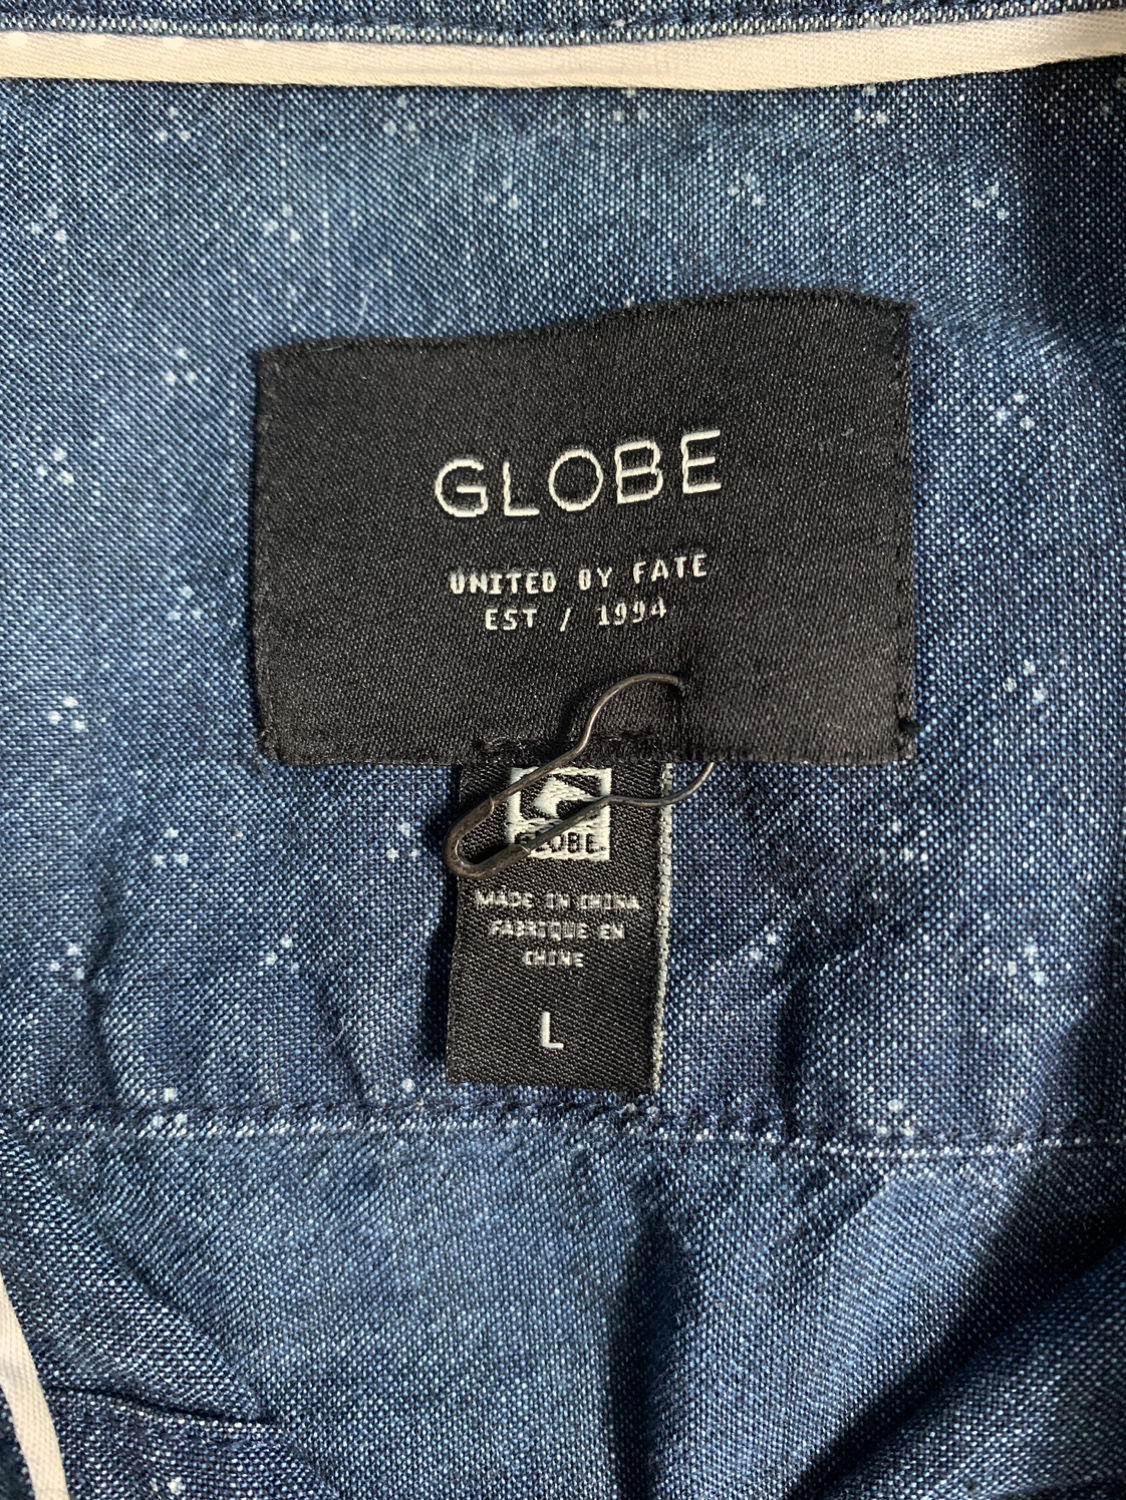 GLOBE
UNITED BY FATE
EST / 1994
GLOBE
MADE IN CHINA
FABRIQUE EN
CHINE
L